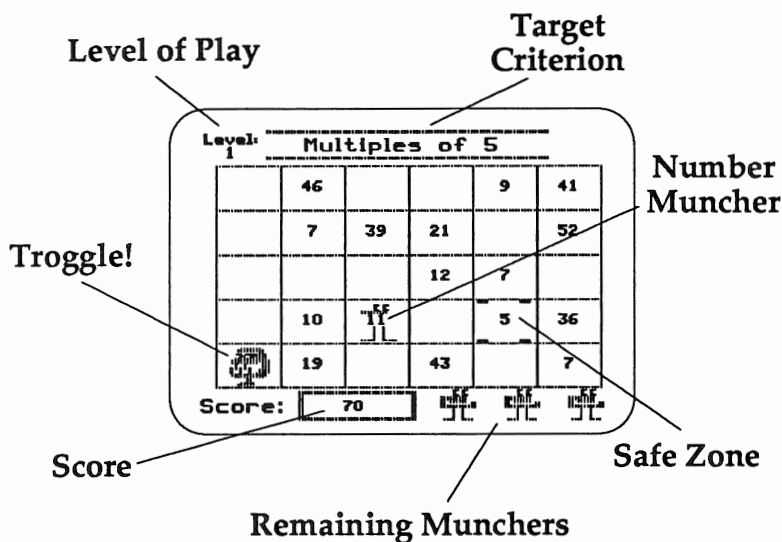 Target
Level of Play
Criterion
Level:
1
Multiples of 5
Number
Muncher
46 9 41
7 39 21 52
Troggle!
12 7
10 11 5 36
19 43 7
Score: 70
Score
Safe Zone
Remaining Munchers